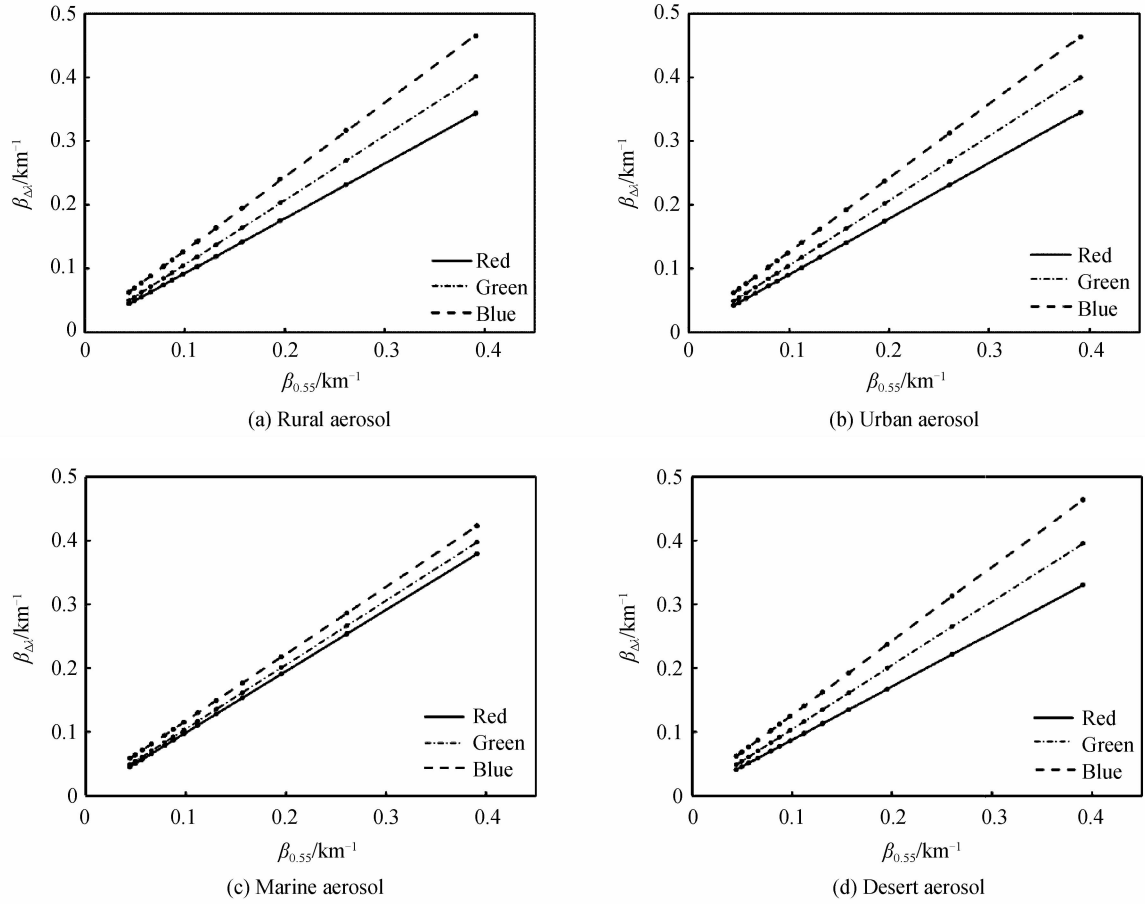 0.5
0.4
0.3
0.2
0.1
0
β_Δλ/km⁻¹
Red
Green
Blue
0 0.1 0.2 0.3 0.4
β_0.55/km⁻¹
(a) Rural aerosol
0.5
0.4
0.3
0.2
0.1
0
β_Δλ/km⁻¹
Red
Green
Blue
0 0.1 0.2 0.3 0.4
β_0.55/km⁻¹
(b) Urban aerosol
0.5
0.4
0.3
0.2
0.1
0
β_Δλ/km⁻¹
Red
Green
Blue
0 0.1 0.2 0.3 0.4
β_0.55/km⁻¹
(c) Marine aerosol
0.5
0.4
0.3
0.2
0.1
0
β_Δλ/km⁻¹
Red
Green
Blue
0 0.1 0.2 0.3 0.4
β_0.55/km⁻¹
(d) Desert aerosol